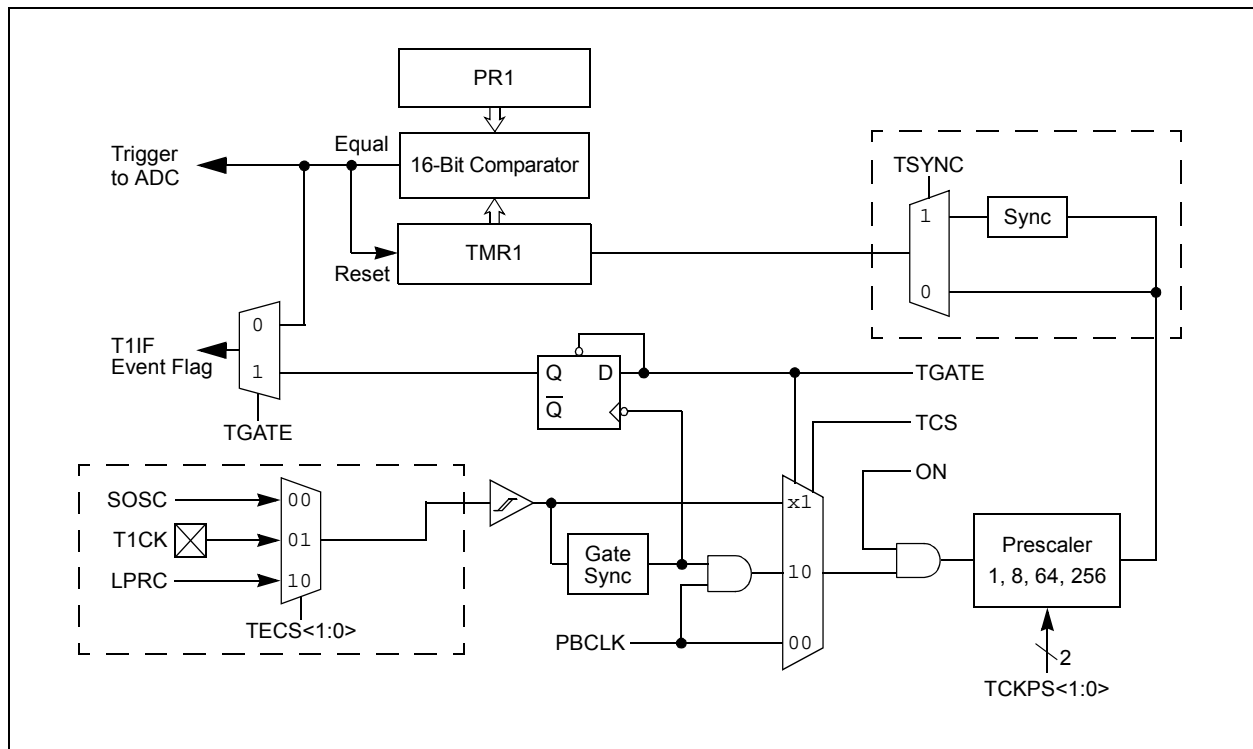 PR1
Equal
16-Bit Comparator
Trigger
to ADC
TSYNC
1
Sync
TMR1
Reset
0
0
T1IF
Event Flag
1
TGATE
Q D
Q
TGATE
TCS
ON
SOSC
00
T1CK
01
LPRC
10
TECS<1:0>
Gate
Sync
x1
10
00
PBCLK
Prescaler
1, 8, 64, 256
2
TCKPS<1:0>